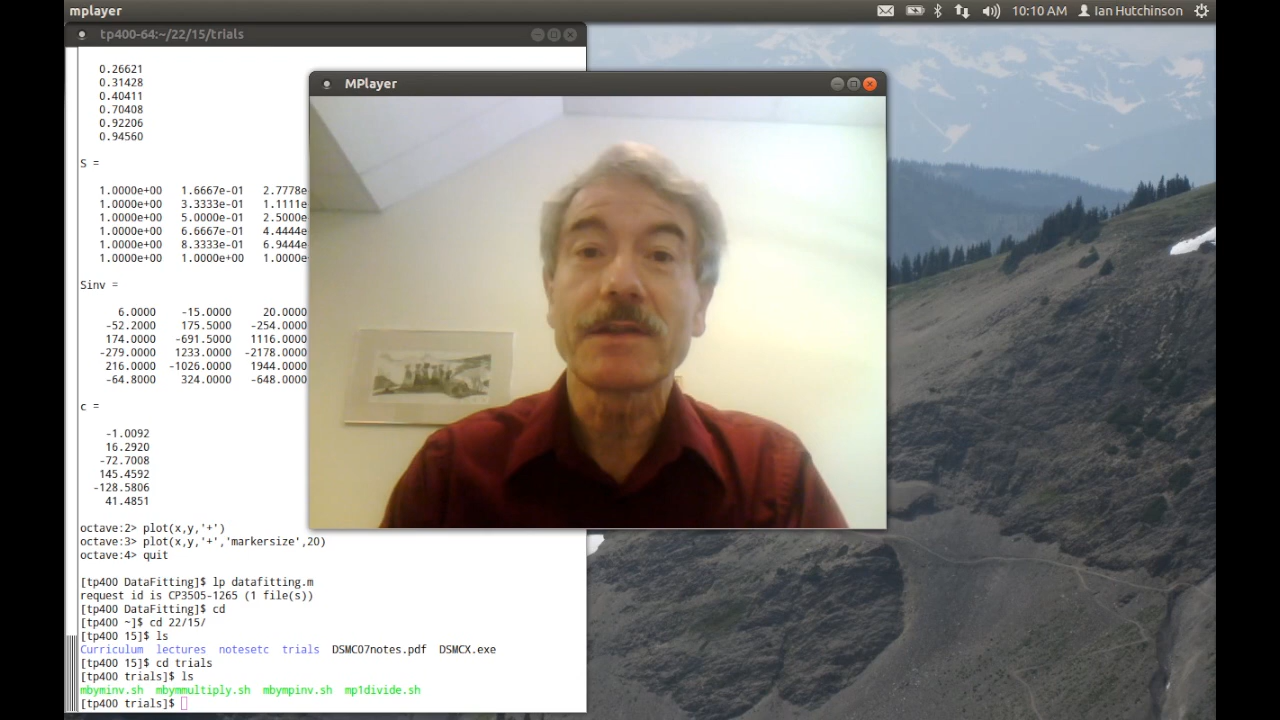 mplayer
10:10 AM Ian Hutchinson
tp400-64:~/22/15/trials
MPlayer
0.26621
0.31428
0.40411
0.70408
0.92206
0.94560
S =
1.0000e+00 1.6667e-01 2.7778e
1.0000e+00 3.3333e-01 1.1111e
1.0000e+00 5.0000e-01 2.5000e
1.0000e+00 6.6667e-01 4.4444e
1.0000e+00 8.3333e-01 6.9444e
1.0000e+00 1.0000e+00 1.0000e
Sinv =
6.0000 -15.0000 20.0000
-52.2000 175.5000 -254.0000
174.0000 -691.5000 1116.0000
-279.0000 1233.0000 -2178.0000
216.0000 -1026.0000 1944.0000
-64.8000 324.0000 -648.0000
c =
-1.0092
16.2920
-72.7008
145.4592
-128.5806
41.4851
octave:2> plot(x,y,'+')
octave:3> plot(x,y,'+','markersize',20)
octave:4> quit
[tp400 DataFitting]$ lp datafitting.m
request id is CP3505-1265 (1 file(s))
[tp400 DataFitting]$ cd
[tp400 ~]$ cd 22/15/
[tp400 15]$ ls
Curriculum lectures notesetc trials DSMC07notes.pdf DSMCX.exe
[tp400 15]$ cd trials
[tp400 trials]$ ls
mbyminv.sh mbymmultiply.sh mbympinv.sh mp1divide.sh
[tp400 trials]$